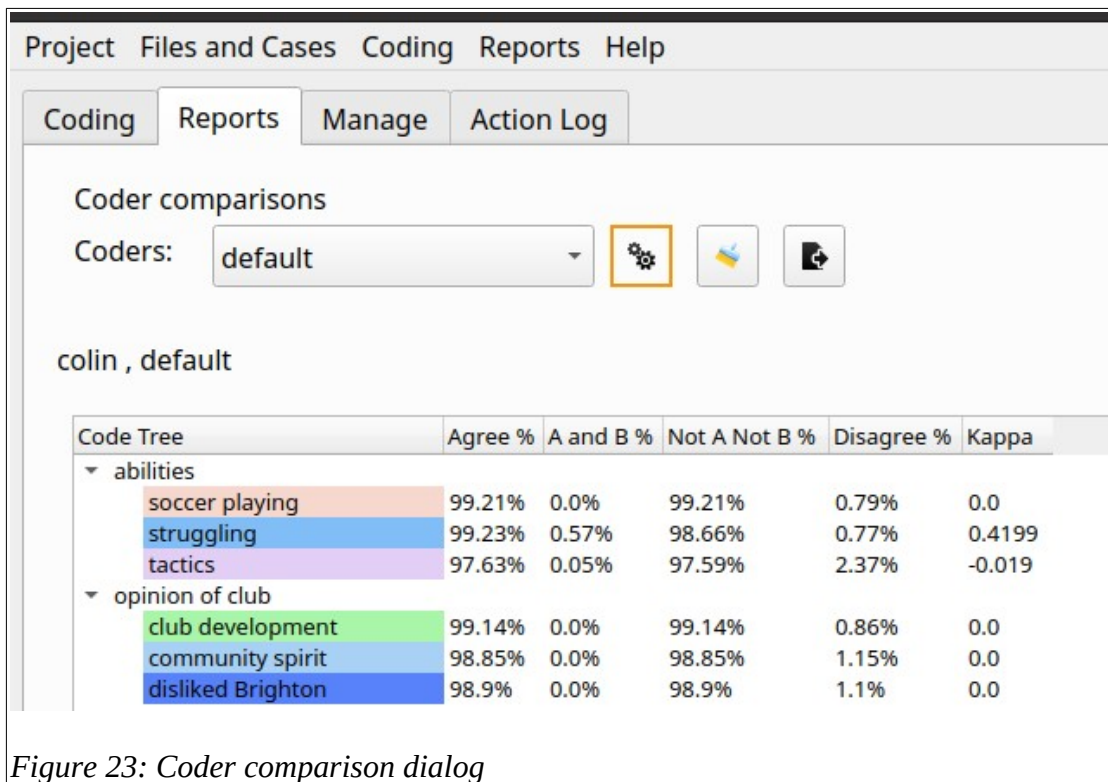 Project Files and Cases Coding Reports Help
Coding Reports Manage Action Log
Coder comparisons
Coders: default
colin , default
Code Tree Agree % A and B % Not A Not B % Disagree % Kappa
abilities
soccer playing 99.21% 0.0% 99.21% 0.79% 0.0
struggling 99.23% 0.57% 98.66% 0.77% 0.4199
tactics 97.63% 0.05% 97.59% 2.37% -0.019
opinion of club
club development 99.14% 0.0% 99.14% 0.86% 0.0
community spirit 98.85% 0.0% 98.85% 1.15% 0.0
disliked Brighton 98.9% 0.0% 98.9% 1.1% 0.0
Figure 23: Coder comparison dialog